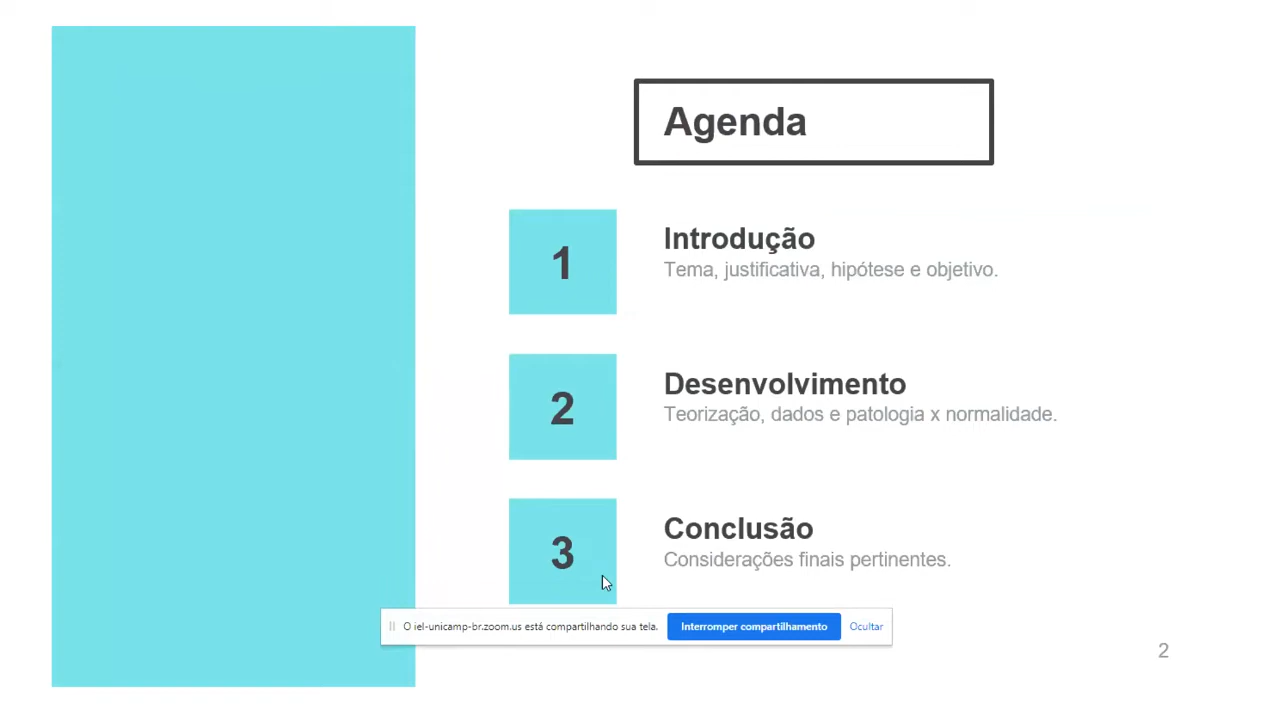 Agenda
1
Introdução
Tema, justificativa, hipótese e objetivo.
2
Desenvolvimento
Teorização, dados e patologia x normalidade.
3
Conclusão
Considerações finais pertinentes.
O iel-unicamp-br.zoom.us está compartilhando sua tela. Interromper compartilhamento Ocultar
2